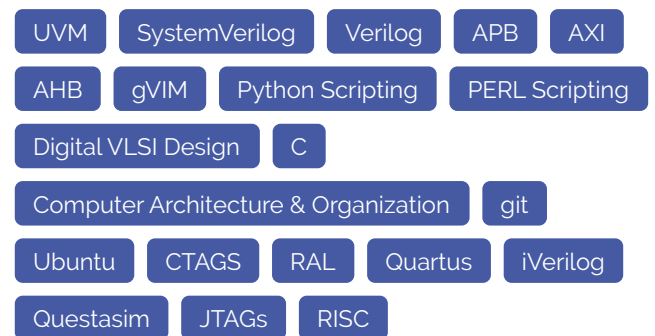 UVM SystemVerilog Verilog APB AXI
AHB gVIM Python Scripting PERL Scripting
Digital VLSI Design C
Computer Architecture & Organization git
Ubuntu CTAGS RAL Quartus iVerilog
Questasim JTAGs RISC